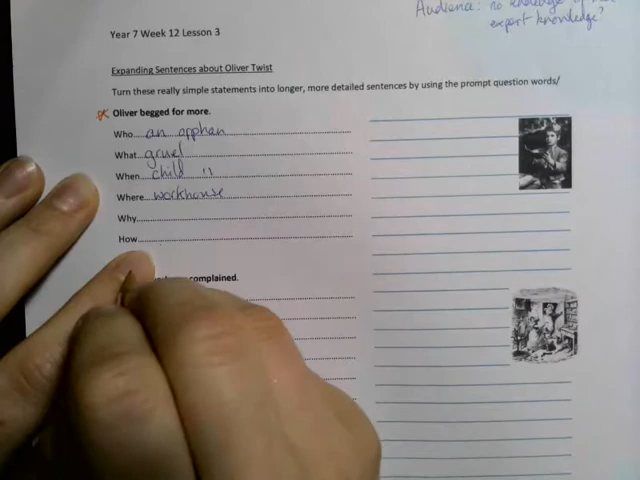 Audience: no knowledge
expert knowledge?
Year 7 Week 12 Lesson 3
Expanding Sentences about Oliver Twist
Turn these really simple statements into longer, more detailed sentences by using the prompt question words/
Oliver begged for more.
Who an orphan
What gruel
When child
Where workhouse
Why
How
complained.